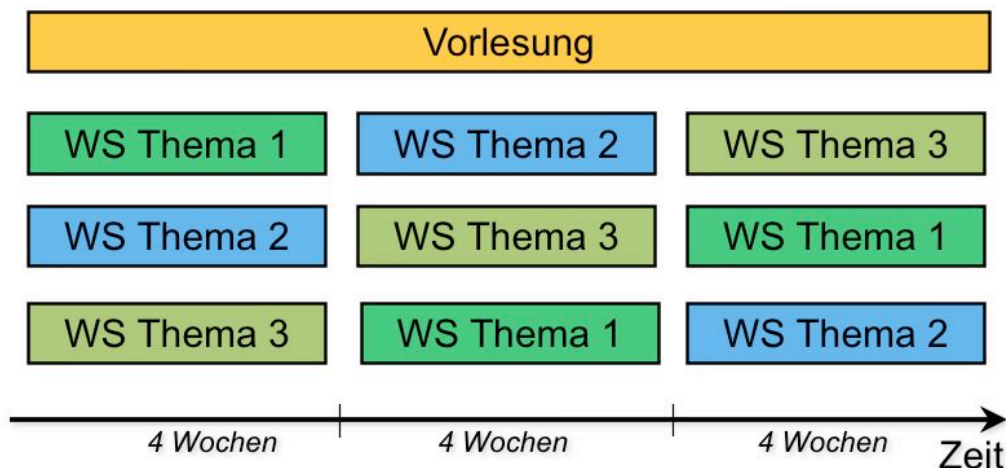 Vorlesung
WS Thema 1
WS Thema 2
WS Thema 3
WS Thema 2
WS Thema 3
WS Thema 1
WS Thema 3
WS Thema 1
WS Thema 2
4 Wochen
4 Wochen
4 Wochen
Zeit